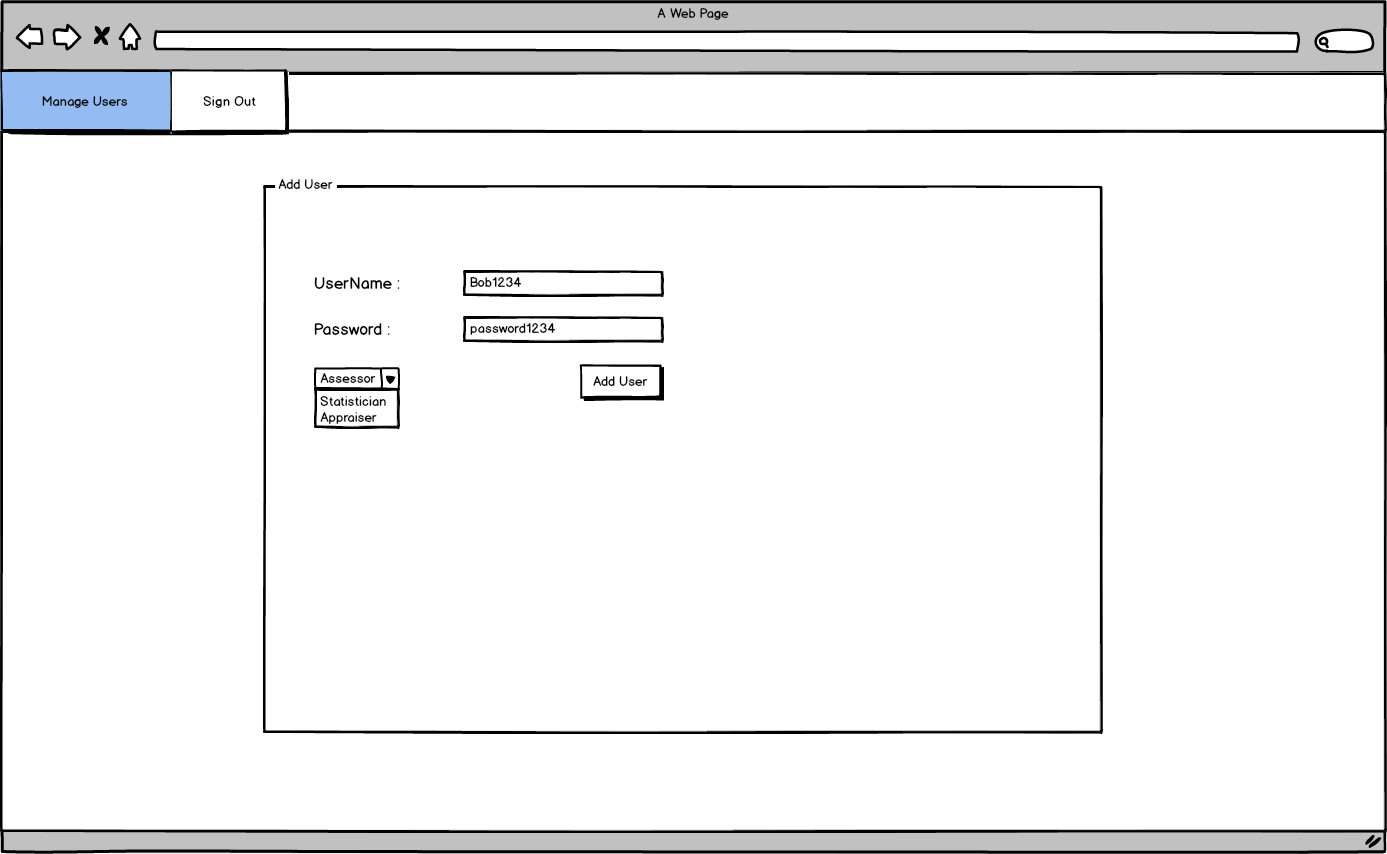 A Web Page
Manage Users
Sign Out
Add User
UserName :
Bob1234
Password :
password1234
Assessor
Add User
Statistician
Appraiser